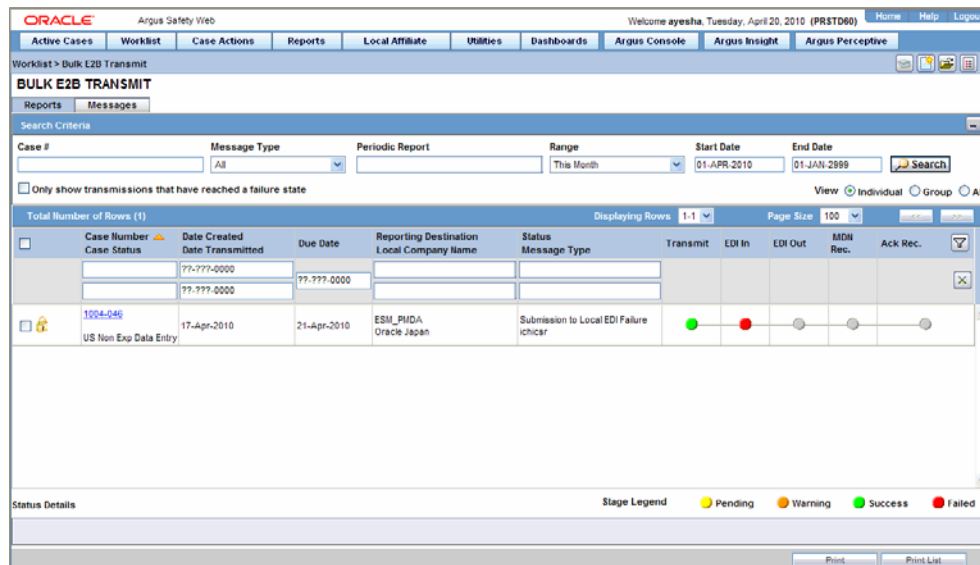 ORACLE Argus Safety Web Welcome ayesha, Tuesday, April 20, 2010 (PRSTD60) Home Help Logou
Active Cases Worklist Case Actions Reports Local Affiliate Utilities Dashboards Argus Console Argus Insight Argus Perceptive
Worklist > Bulk E2B Transmit
BULK E2B TRANSMIT
Reports Messages
Search Criteria
Case # Message Type Periodic Report Range Start Date End Date
All This Month 01-APR-2010 01-JAN-2999 Search
Only show transmissions that have reached a failure state View Individual Group A
Total Number of Rows (1) Displaying Rows 1-1 Page Size 100 << >>
Case Number Date Created Due Date Reporting Destination Status Transmit EDI In EDI Out MDN Ack Rec.
Case Status Date Transmitted Local Company Name Message Type Rec.
??-???-0000
??-???-0000
??-???-0000
1004-046 17-Apr-2010 21-Apr-2010 ESM_PMDA Submission to Local EDI Failure
US Non Exp Data Entry Oracle Japan ichicsr
Status Details Stage Legend Pending Warning Success Failed
Print Print List